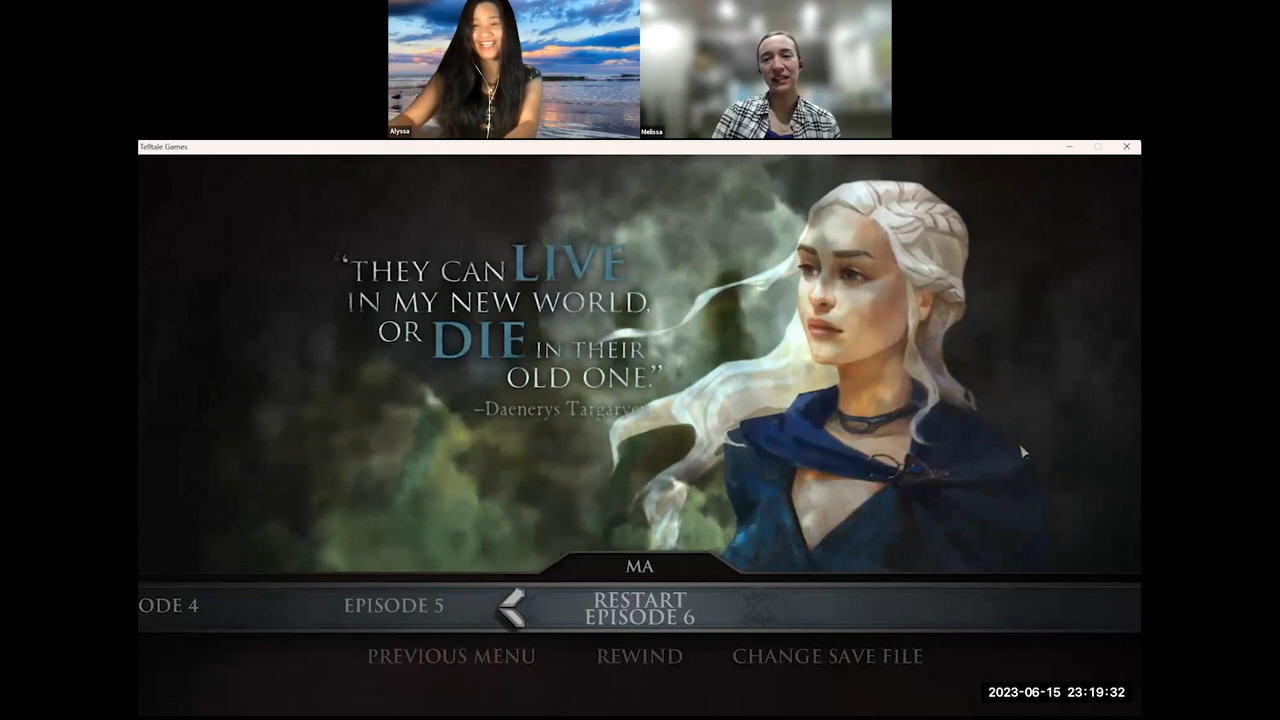 Alyssa
Melissa
Telltale Games
“THEY CAN LIVE
IN MY NEW WORLD,
OR DIE IN THEIR
OLD ONE.”
–Daenerys Targaryen
MA
ODE 4
EPISODE 5
RESTART
EPISODE 6
PREVIOUS MENU
REWIND
CHANGE SAVE FILE
2023-06-15 23:19:32